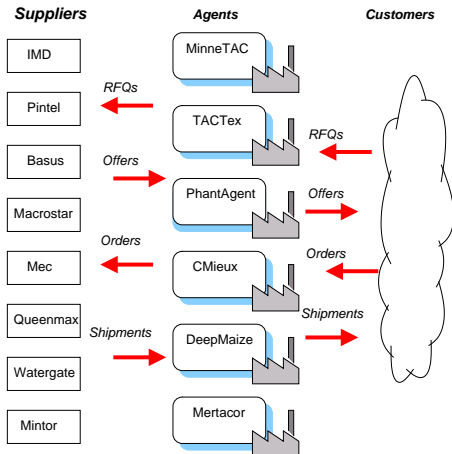 Suppliers Agents Customers
IMD
MinneTAC
RFQs
Pintel
TACTex
RFQs
Basus
Offers
PhantAgent
Offers
Macrostar
Orders
Mec
CMieux
Orders
Queenmax
Shipments
DeepMaize
Shipments
Watergate
Mintor
Mertacor